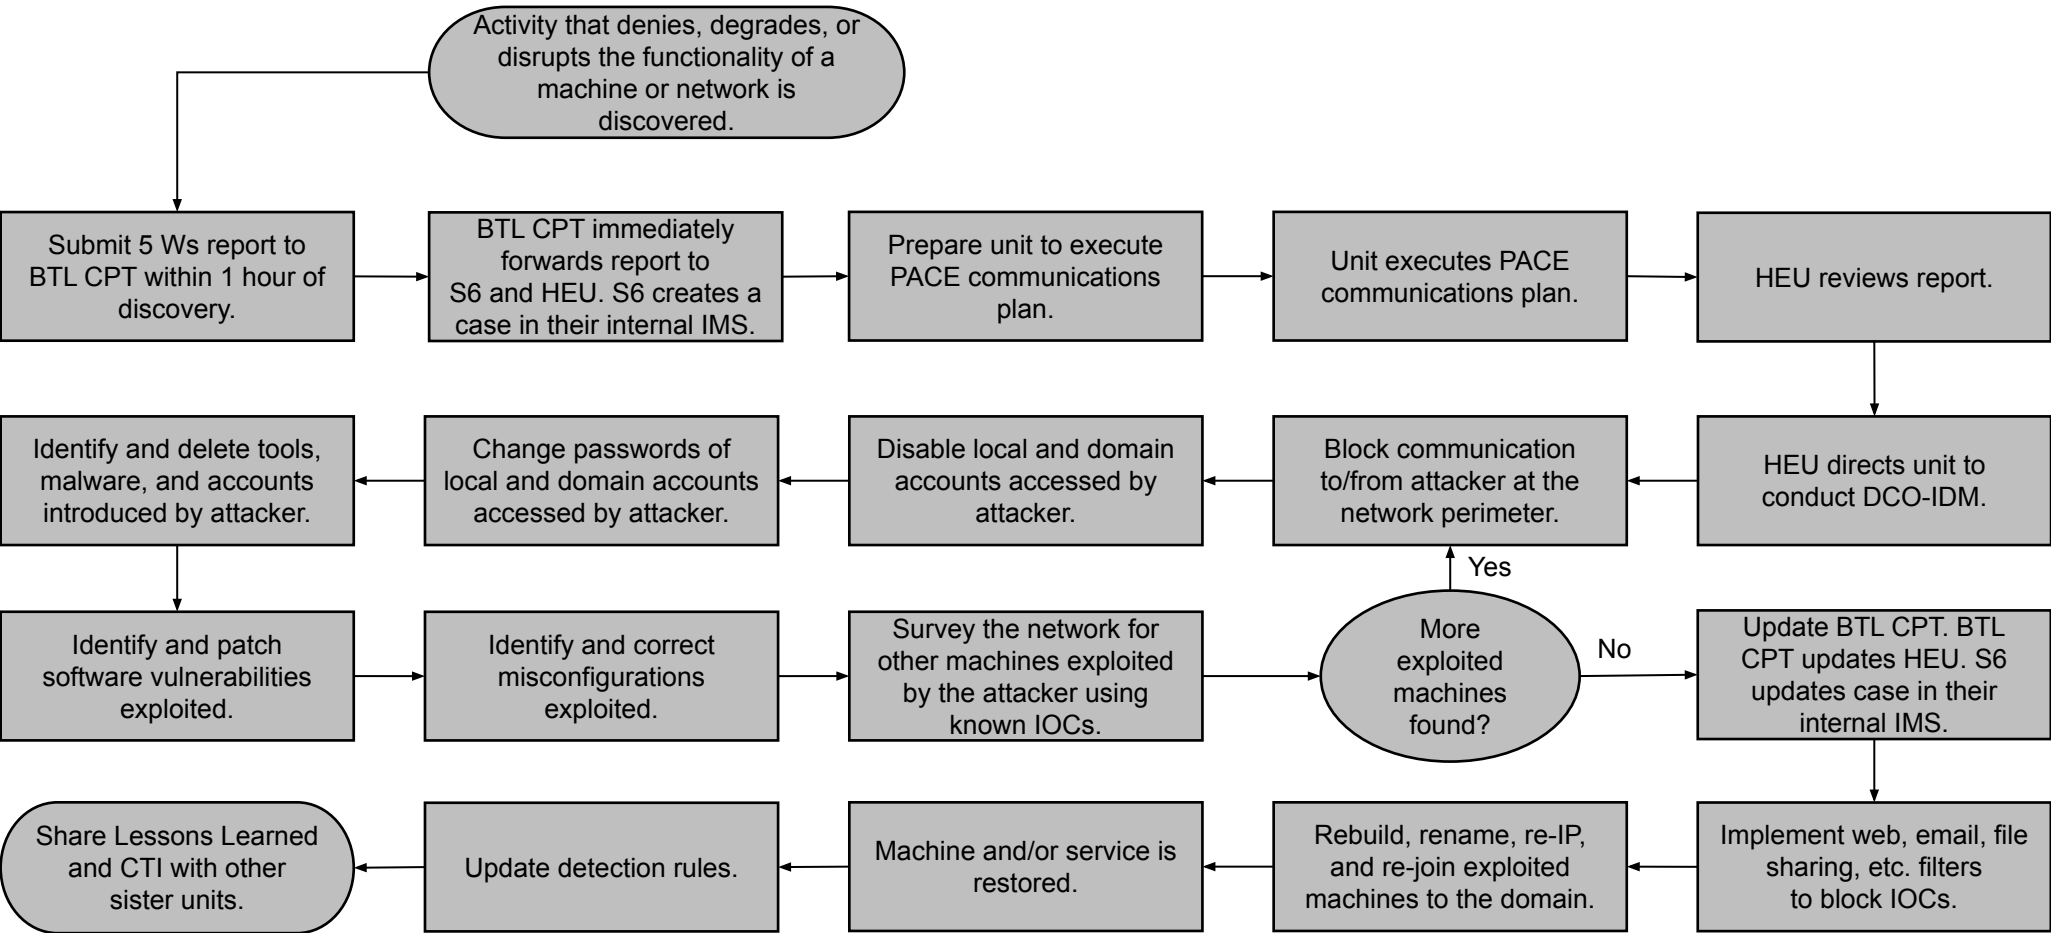 Activity that denies, degrades, or
disrupts the functionality of a
machine or network is
discovered.
Submit 5 Ws report to
BTL CPT within 1 hour of
discovery.
BTL CPT immediately
forwards report to
S6 and HEU. S6 creates a
case in their internal IMS.
Prepare unit to execute
PACE communications
plan.
Unit executes PACE
communications plan.
HEU reviews report.
HEU directs unit to
conduct DCO-IDM.
Block communication
to/from attacker at the
network perimeter.
Disable local and domain
accounts accessed by
attacker.
Change passwords of
local and domain accounts
accessed by attacker.
Identify and delete tools,
malware, and accounts
introduced by attacker.
Identify and patch
software vulnerabilities
exploited.
Identify and correct
misconfigurations
exploited.
Survey the network for
other machines exploited
by the attacker using
known IOCs.
More
exploited
machines
found?
Yes
No
Update BTL CPT. BTL
CPT updates HEU. S6
updates case in their
internal IMS.
Implement web, email, file
sharing, etc. filters
to block IOCs.
Rebuild, rename, re-IP,
and re-join exploited
machines to the domain.
Machine and/or service is
restored.
Update detection rules.
Share Lessons Learned
and CTI with other
sister units.